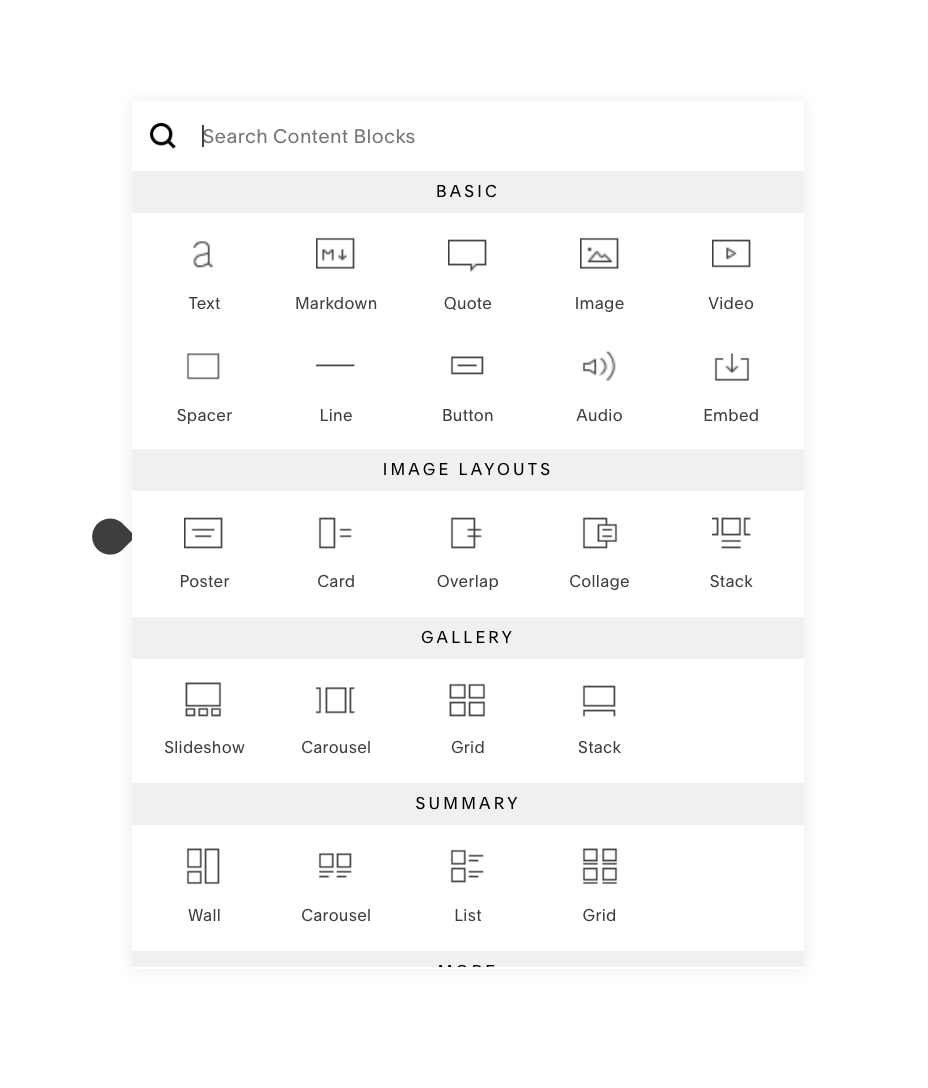 Search Content Blocks
BASIC
a
M
Text Markdown Quote Image Video
Spacer Line Button Audio Embed
IMAGE LAYOUTS
Poster Card Overlap Collage Stack
GALLERY
Slideshow Carousel Grid Stack
SUMMARY
Wall Carousel List Grid
MORE